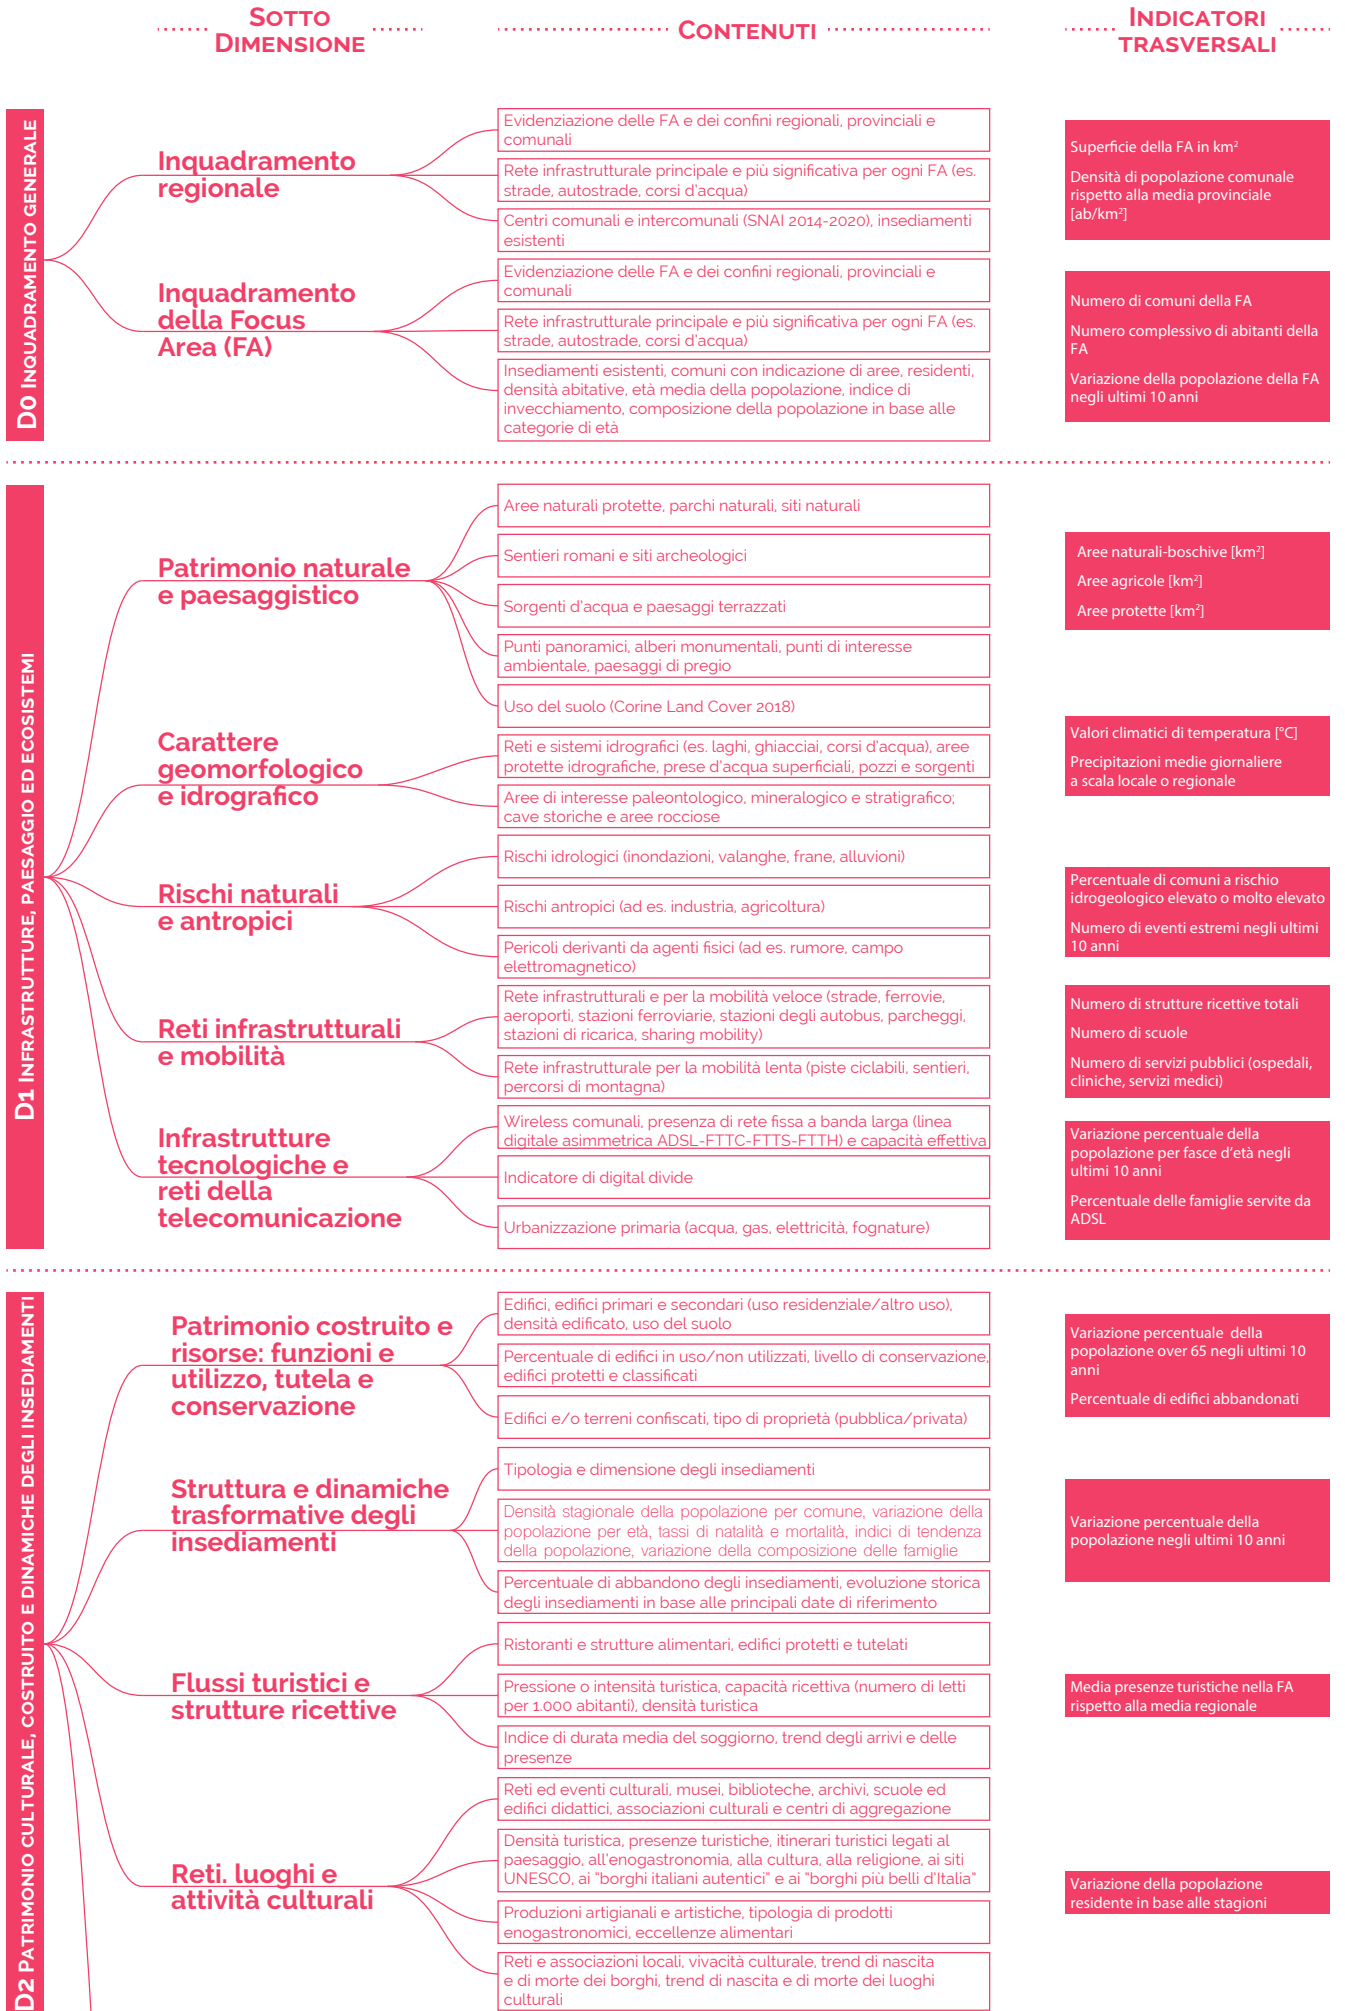 Sotto
Dimensione
Contenuti
Indicatori
trasversali
D0 Inquadramento generale
Inquadramento
regionale
Evidenziazione delle FA e dei confini regionali, provinciali e
comunali
Rete infrastrutturale principale e più significativa per ogni FA (es.
strade, autostrade, corsi d'acqua)
Centri comunali e intercomunali (SNAI 2014-2020), insediamenti
esistenti
Superficie della FA in km²
Densità di popolazione comunale
rispetto alla media provinciale
[ab/km²]
Inquadramento
della Focus
Area (FA)
Evidenziazione delle FA e dei confini regionali, provinciali e
comunali
Rete infrastrutturale principale e più significativa per ogni FA (es.
strade, autostrade, corsi d'acqua)
Insediamenti esistenti, comuni con indicazione di aree, residenti,
densità abitative, età media della popolazione, indice di
invecchiamento, composizione della popolazione in base alle
categorie di età
Numero di comuni della FA
Numero complessivo di abitanti della
FA
Variazione della popolazione della FA
negli ultimi 10 anni
D1 Infrastrutture, paesaggio ed ecosistemi
Patrimonio naturale
e paesaggistico
Aree naturali protette, parchi naturali, siti naturali
Sentieri romani e siti archeologici
Sorgenti d'acqua e paesaggi terrazzati
Punti panoramici, alberi monumentali, punti di interesse
ambientale, paesaggi di pregio
Uso del suolo (Corine Land Cover 2018)
Aree naturali-boschive [km²]
Aree agricole [km²]
Aree protette [km²]
Carattere
geomorfologico
e idrografico
Reti e sistemi idrografici (es. laghi, ghiacciai, corsi d'acqua), aree
protette idrografiche, prese d'acqua superficiali, pozzi e sorgenti
Aree di interesse paleontologico, mineralogico e stratigrafico;
cave storiche e aree rocciose
Valori climatici di temperatura [°C]
Precipitazioni medie giornaliere
a scala locale o regionale
Rischi naturali
e antropici
Rischi idrologici (inondazioni, valanghe, frane, alluvioni)
Rischi antropici (ad es. industria, agricoltura)
Pericoli derivanti da agenti fisici (ad es. rumore, campo
elettromagnetico)
Percentuale di comuni a rischio
idrogeologico elevato o molto elevato
Numero di eventi estremi negli ultimi
10 anni
Reti infrastrutturali
e mobilità
Rete infrastrutturali e per la mobilità veloce (strade, ferrovie,
aeroporti, stazioni ferroviarie, stazioni degli autobus, parcheggi,
stazioni di ricarica, sharing mobility)
Rete infrastrutturale per la mobilità lenta (piste ciclabili, sentieri,
percorsi di montagna)
Numero di strutture ricettive totali
Numero di scuole
Numero di servizi pubblici (ospedali,
cliniche, servizi medici)
Infrastrutture
tecnologiche e
reti della
telecomunicazione
Wireless comunali, presenza di rete fissa a banda larga (linea
digitale asimmetrica ADSL-FTTC-FTTS-FTTH) e capacità effettiva
Indicatore di digital divide
Urbanizzazione primaria (acqua, gas, elettricità, fognature)
Variazione percentuale della
popolazione per fasce d'età negli
ultimi 10 anni
Percentuale delle famiglie servite da
ADSL
D2 Patrimonio culturale, costruito e dinamiche degli insediamenti
Patrimonio costruito e
risorse: funzioni e
utilizzo, tutela e
conservazione
Edifici, edifici primari e secondari (uso residenziale/altro uso),
densità edificato, uso del suolo
Percentuale di edifici in uso/non utilizzati, livello di conservazione,
edifici protetti e classificati
Edifici e/o terreni confiscati, tipo di proprietà (pubblica/privata)
Variazione percentuale  della
popolazione over 65 negli ultimi 10
anni
Percentuale di edifici abbandonati
Struttura e dinamiche
trasformative degli
insediamenti
Tipologia e dimensione degli insediamenti
Densità stagionale della popolazione per comune, variazione della
popolazione per età, tassi di natalità e mortalità, indici di tendenza
della popolazione, variazione della composizione delle famiglie
Percentuale di abbandono degli insediamenti, evoluzione storica
degli insediamenti in base alle principali date di riferimento
Variazione percentuale della
popolazione negli ultimi 10 anni
Flussi turistici e
strutture ricettive
Ristoranti e strutture alimentari, edifici protetti e tutelati
Pressione o intensità turistica, capacità ricettiva (numero di letti
per 1.000 abitanti), densità turistica
Indice di durata media del soggiorno, trend degli arrivi e delle
presenze
Media presenze turistiche nella FA
rispetto alla media regionale
Reti. luoghi e
attività culturali
Reti ed eventi culturali, musei, biblioteche, archivi, scuole ed
edifici didattici, associazioni culturali e centri di aggregazione
Densità turistica, presenze turistiche, itinerari turistici legati al
paesaggio, all'enogastronomia, alla cultura, alla religione, ai siti
UNESCO, ai "borghi italiani autentici" e ai "borghi più belli d'Italia"
Produzioni artigianali e artistiche, tipologia di prodotti
enogastronomici, eccellenze alimentari
Reti e associazioni locali, vivacità culturale, trend di nascita
e di morte dei borghi, trend di nascita e di morte dei luoghi
culturali
Variazione della popolazione
residente in base alle stagioni